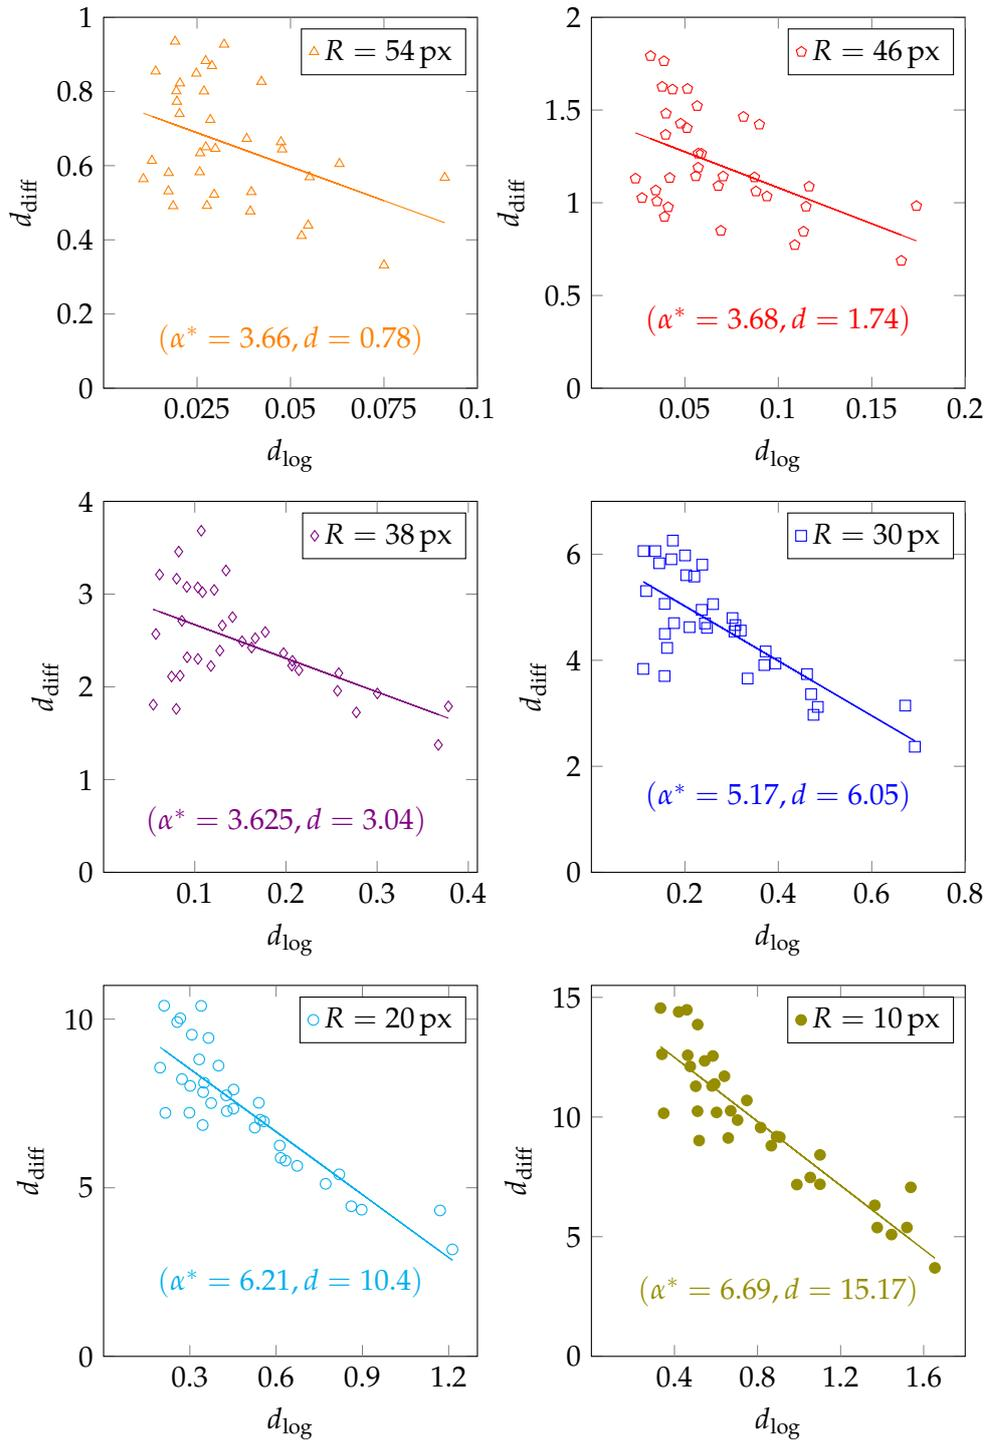 1
0.8
0.6
0.4
0.2
0
d_diff
R = 54 px
(α* = 3.66, d = 0.78)
0.025 0.05 0.075 0.1
d_log
2
1.5
1
0.5
0
R = 46 px
(α* = 3.68, d = 1.74)
0.05 0.1 0.15 0.2
d_log
4
3
2
1
0
d_diff
R = 38 px
(α* = 3.625, d = 3.04)
0.1 0.2 0.3 0.4
d_log
6
4
2
0
d_diff
R = 30 px
(α* = 5.17, d = 6.05)
0.2 0.4 0.6 0.8
d_log
10
5
0
d_diff
R = 20 px
(α* = 6.21, d = 10.4)
0.3 0.6 0.9 1.2
d_log
15
10
5
0
d_diff
R = 10 px
(α* = 6.69, d = 15.17)
0.4 0.8 1.2 1.6
d_log